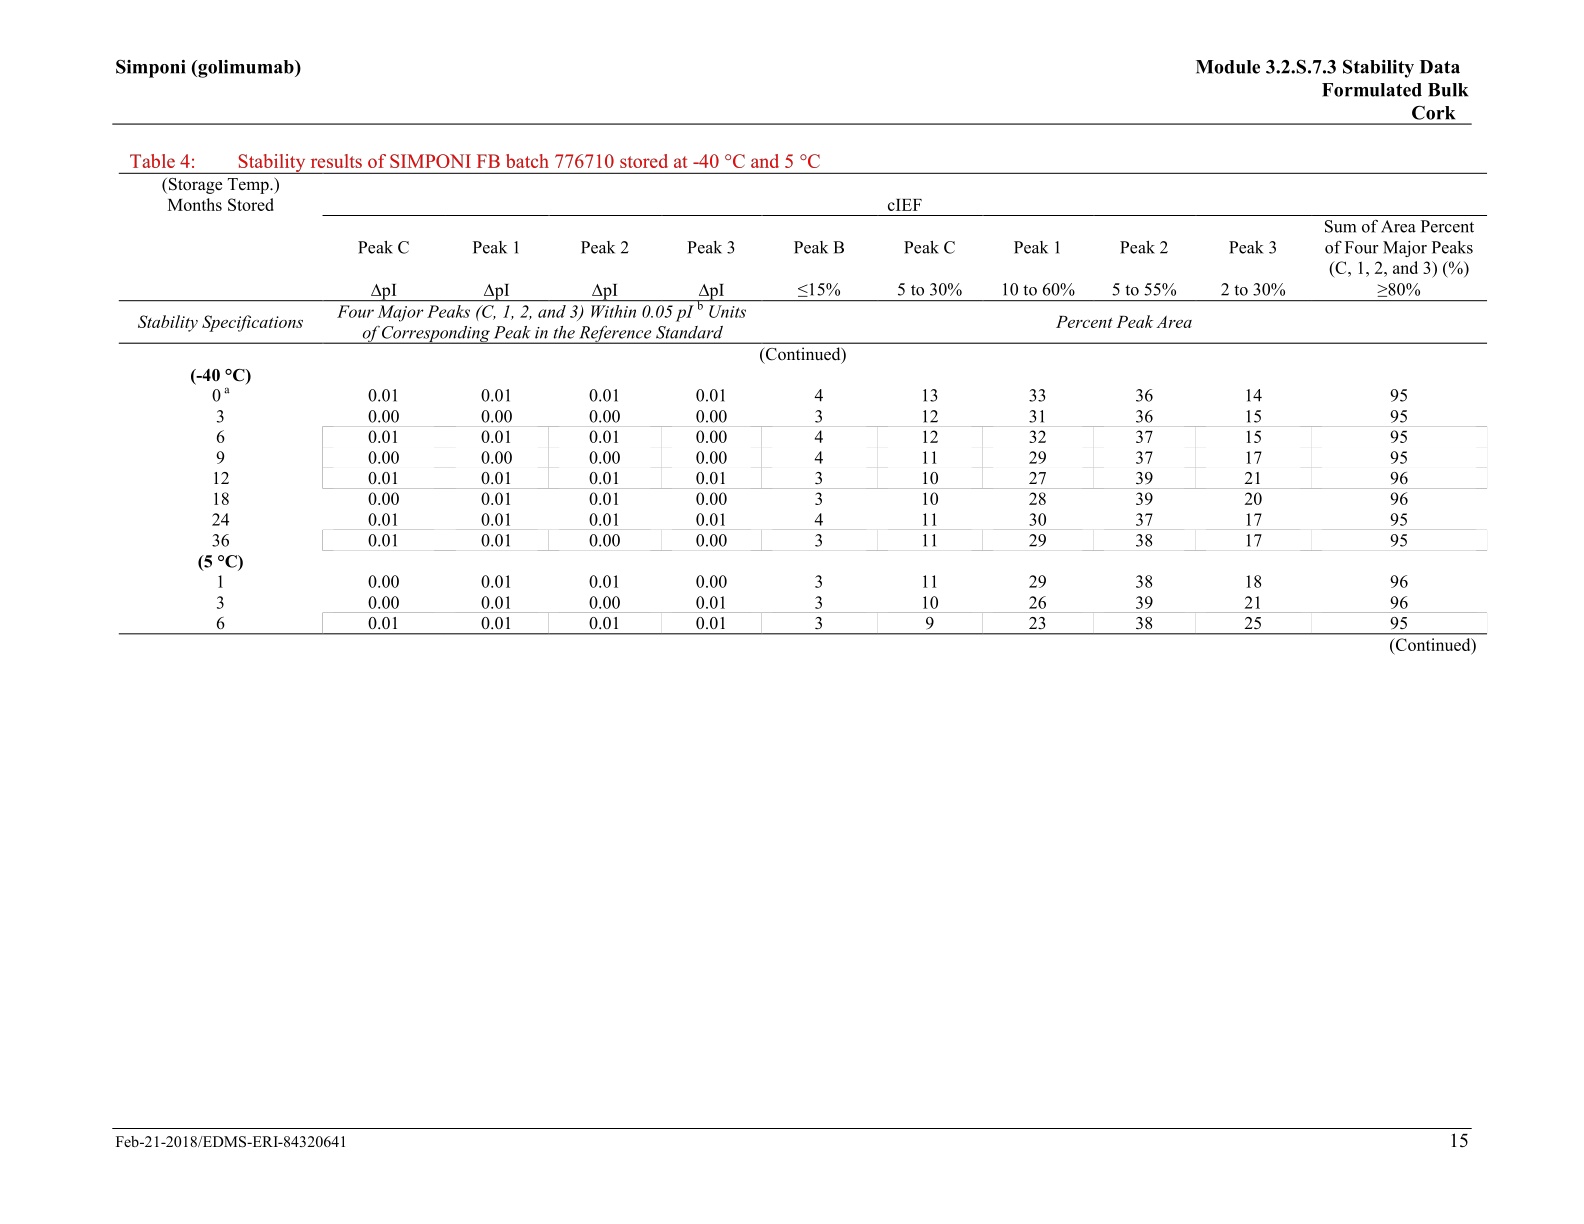 Simponi (golimumab) Module 3.2.S.7.3 Stability Data
Formulated Bulk
Cork
Table 4: Stability results of SIMPONI FB batch 776710 stored at -40 °C and 5 °C
(Storage Temp.)
Months Stored cIEF
Sum of Area Percent
Peak C Peak 1 Peak 2 Peak 3 Peak B Peak C Peak 1 Peak 2 Peak 3 of Four Major Peaks
(C, 1, 2, and 3) (%)
ΔpI ΔpI ΔpI ΔpI ≤15% 5 to 30% 10 to 60% 5 to 55% 2 to 30% ≥80%
Four Major Peaks (C, 1, 2, and 3) Within 0.05 pI b Units
Stability Specifications Percent Peak Area
of Corresponding Peak in the Reference Standard
(Continued)
(-40 °C)
0 a 0.01 0.01 0.01 0.01 4 13 33 36 14 95
3 0.00 0.00 0.00 0.00 3 12 31 36 15 95
6 0.01 0.01 0.01 0.00 4 12 32 37 15 95
9 0.00 0.00 0.00 0.00 4 11 29 37 17 95
12 0.01 0.01 0.01 0.01 3 10 27 39 21 96
18 0.00 0.01 0.01 0.00 3 10 28 39 20 96
24 0.01 0.01 0.01 0.01 4 11 30 37 17 95
36 0.01 0.01 0.00 0.00 3 11 29 38 17 95
(5 °C)
1 0.00 0.01 0.01 0.00 3 11 29 38 18 96
3 0.00 0.01 0.00 0.01 3 10 26 39 21 96
6 0.01 0.01 0.01 0.01 3 9 23 38 25 95
(Continued)
Feb-21-2018/EDMS-ERI-84320641 15